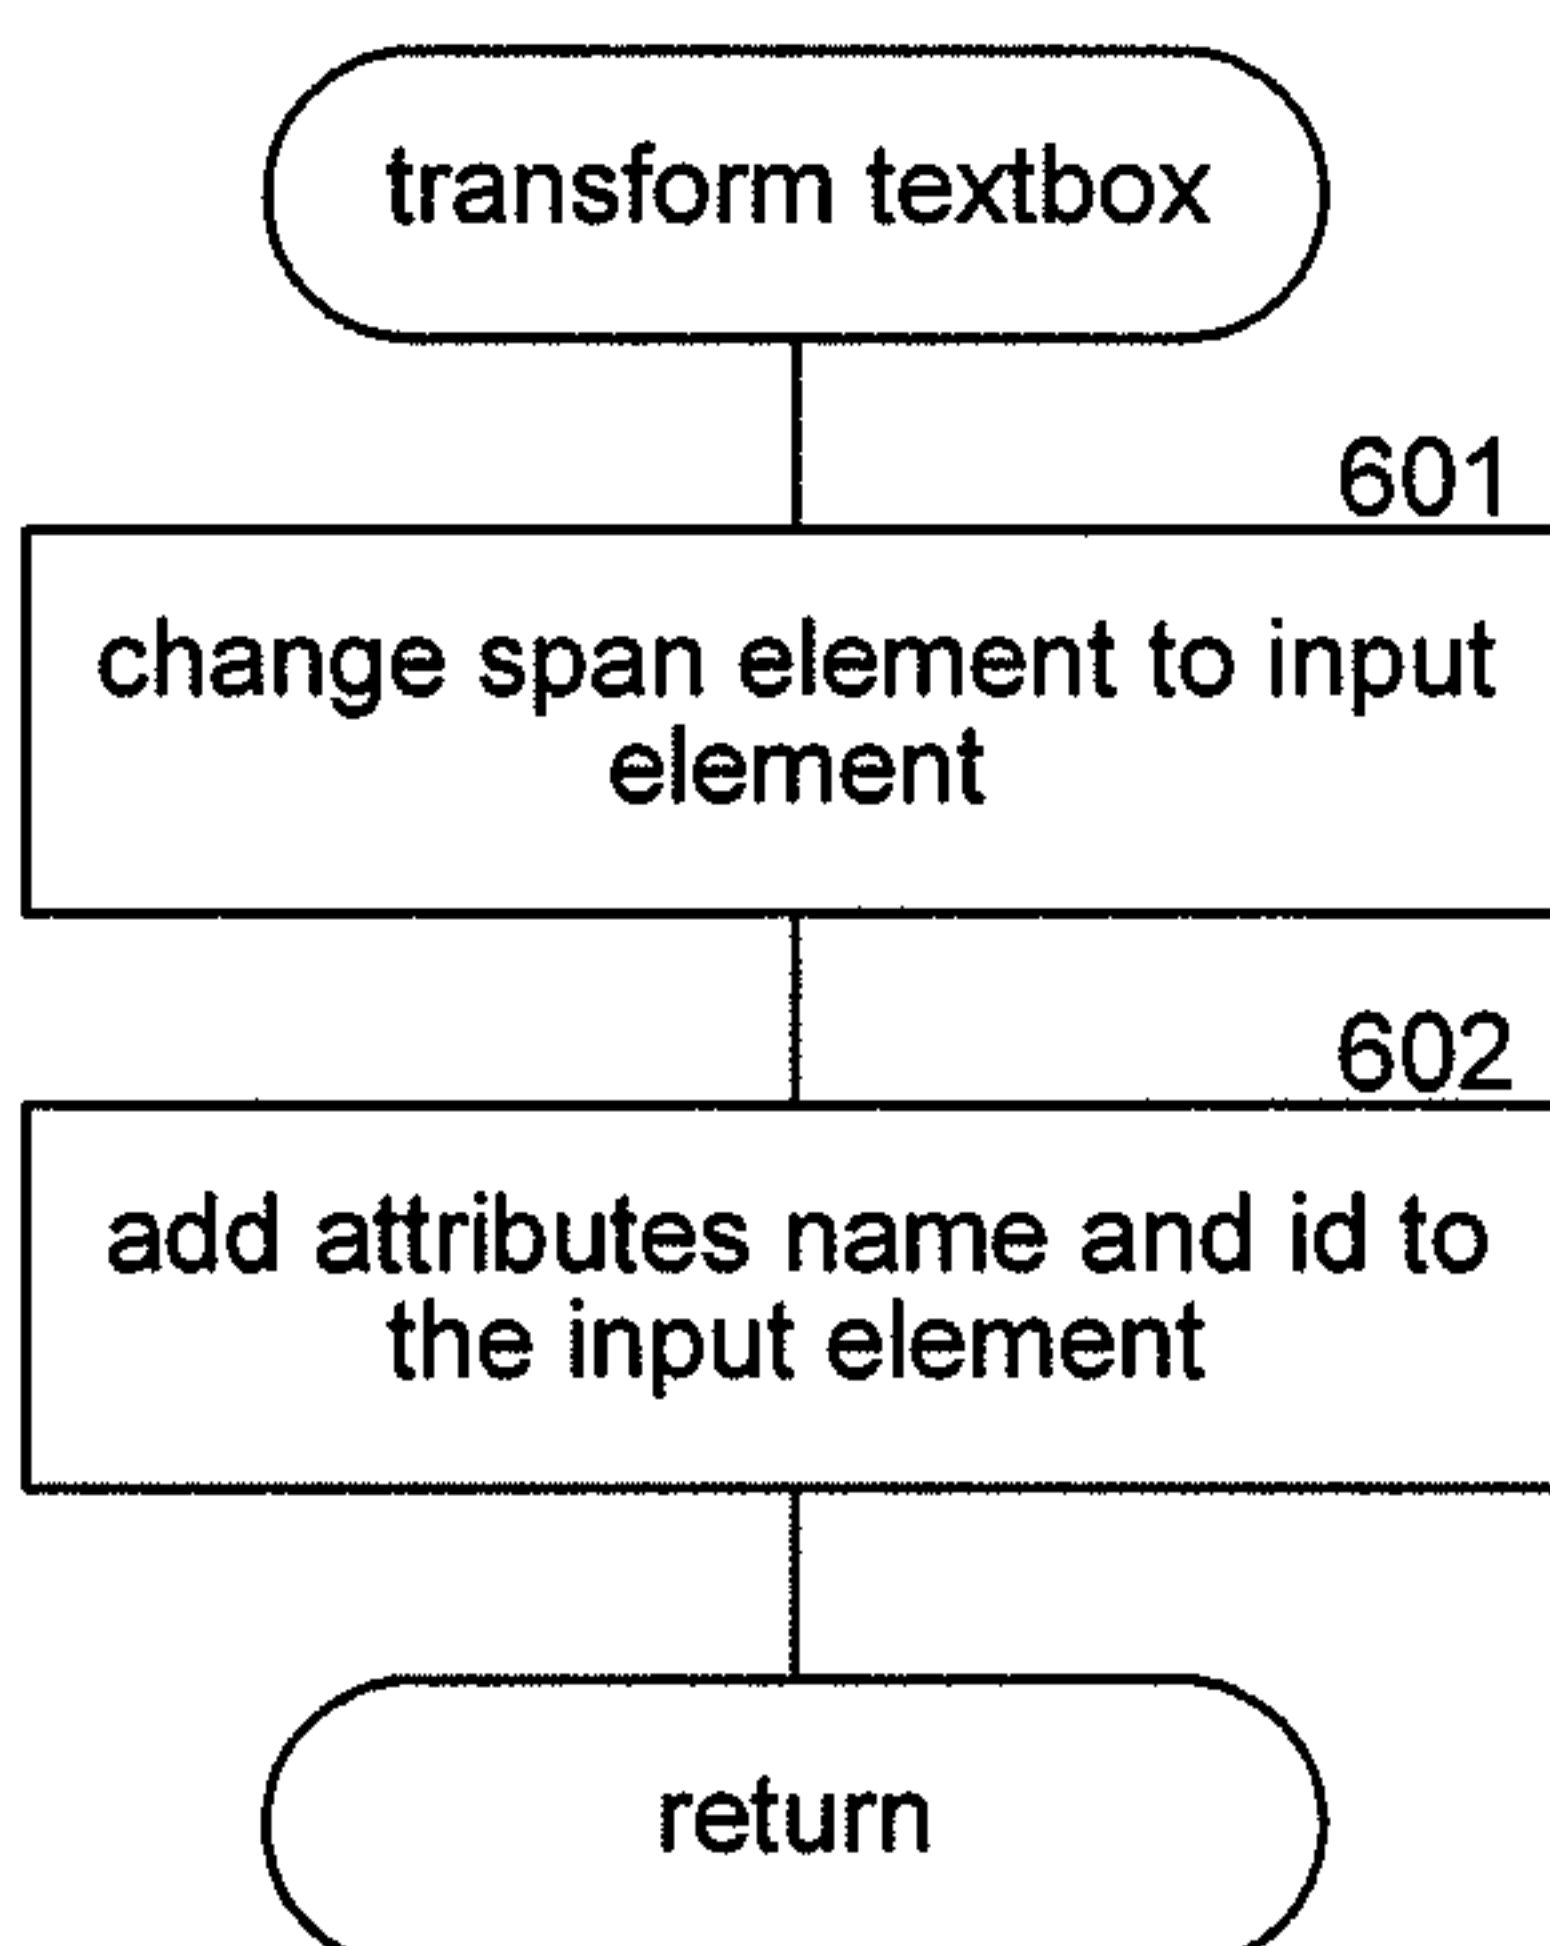 transform textbox
601
change span element to input
element
602
add attributes name and id to
the input element
return